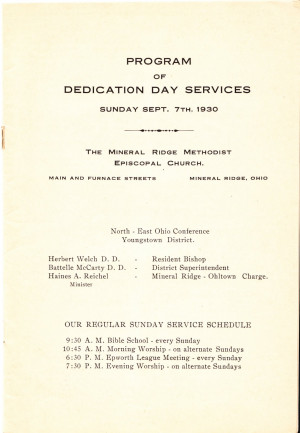 PROGRAM
OF
DEDICATION DAY SERVICES
SUNDAY SEPT. 7TH. 1930
THE MINERAL RIDGE METHODIST
EPISCOPAL CHURCH.
MAIN AND FURNACE STREETS MINERAL RIDGE, OHIO
North - East Ohio Conference
Youngstown District.
Herbert Welch D. D. - Resident Bishop
Battelle McCarty D. D. - District Superintendent
Haines A. Reichel - Mineral Ridge - Ohltown Charge.
Minister
OUR REGULAR SUNDAY SERVICE SCHEDULE
9:30 A. M. Bible School - every Sunday
10:45 A. M. Morning Worship - on alternate Sundays
6:30 P. M. Epworth League Meeting - every Sunday
7:30 P. M. Evening Worship - on alternate Sundays